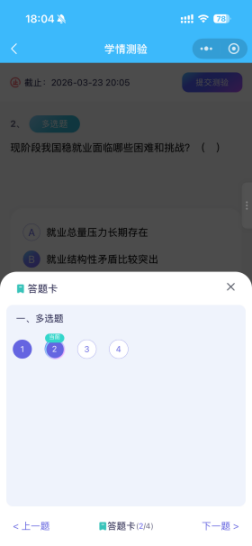 18:04
78
学情测验
截止：2026-03-23 20:05
提交测验
2、 多选题
现阶段我国稳就业面临哪些困难和挑战？（ ）
A 就业总量压力长期存在
B 就业结构性矛盾比较突出
答题卡
一、多选题
当前
1 2 3 4
< 上一题 答题卡(2/4) 下一题 >